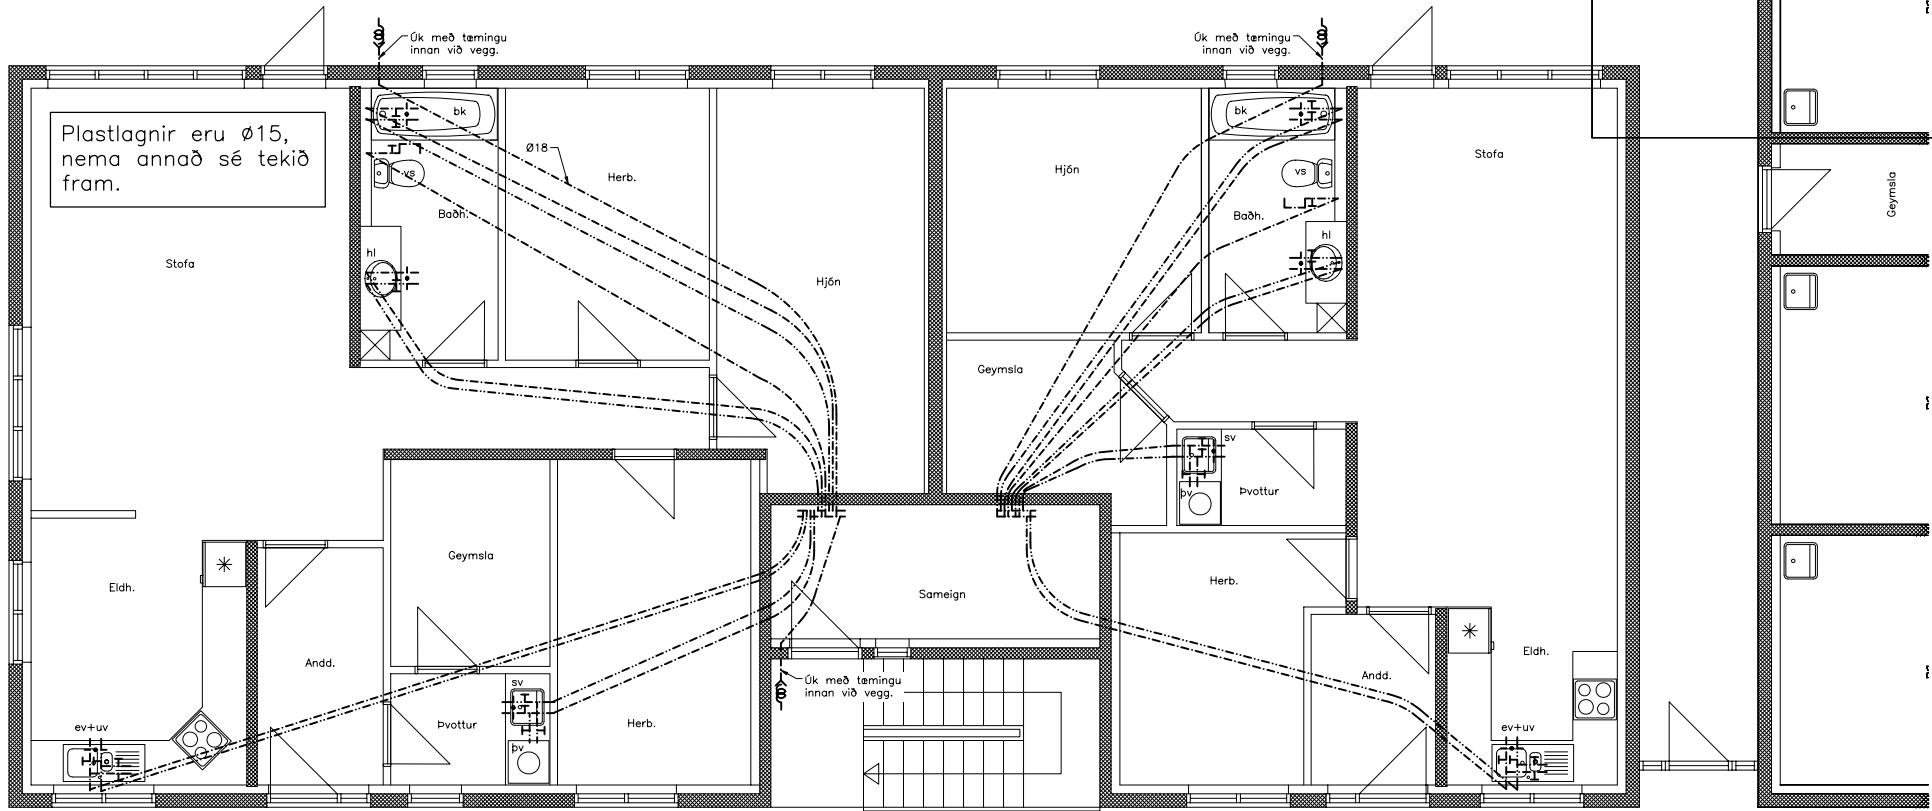 Úk með tæmingu
innan við vegg.
Úk með tæmingu
innan við vegg.
Plastlagnir eru ø15,
nema annað sé tekið
fram.
bk
bk
Ø18
vs
Herb.
Baðh.
Stofa
hl
Hjón
Hjón
vs
Baðh.
hl
Stofa
Geymsla
Geymsla
sv
þv
Þvottur
Geymsla
Eldh.
Sameign
Herb.
Andd.
Eldh.
Andd.
Úk með tæmingu
innan við vegg.
sv
Þvottur
þv
Herb.
ev+uv
ev+uv